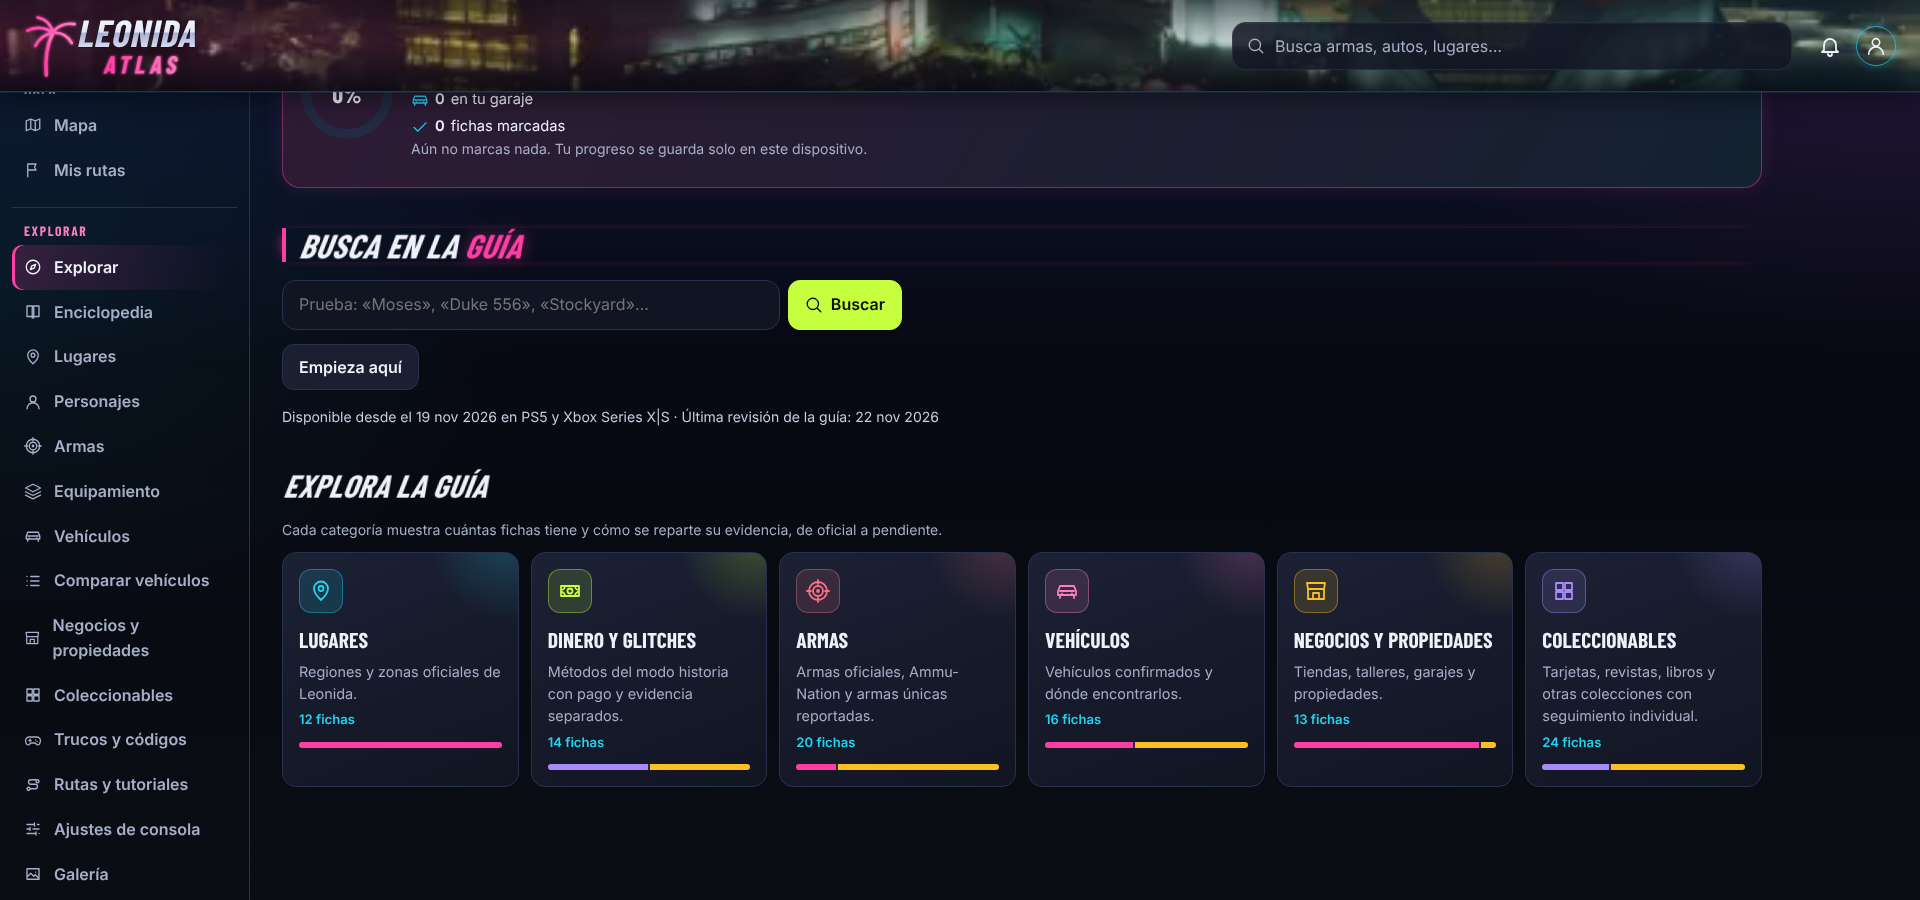 LEONIDA
ATLAS
Busca armas, autos, lugares...
Mapa
Mis rutas
EXPLORAR
Explorar
Enciclopedia
Lugares
Personajes
Armas
Equipamiento
Vehículos
Comparar vehículos
Negocios y
propiedades
Coleccionables
Trucos y códigos
Rutas y tutoriales
Ajustes de consola
Galería
0%
0 en tu garaje
0 fichas marcadas
Aún no marcas nada. Tu progreso se guarda solo en este dispositivo.
BUSCA EN LA GUÍA
Prueba: «Moses», «Duke 556», «Stockyard»...
Buscar
Empieza aquí
Disponible desde el 19 nov 2026 en PS5 y Xbox Series X|S · Última revisión de la guía: 22 nov 2026
EXPLORA LA GUÍA
Cada categoría muestra cuántas fichas tiene y cómo se reparte su evidencia, de oficial a pendiente.
LUGARES
Regiones y zonas oficiales de
Leonida.
12 fichas
DINERO Y GLITCHES
Métodos del modo historia
con pago y evidencia
separados.
14 fichas
ARMAS
Armas oficiales, Ammu-
Nation y armas únicas
reportadas.
20 fichas
VEHÍCULOS
Vehículos confirmados y
dónde encontrarlos.
16 fichas
NEGOCIOS Y PROPIEDADES
Tiendas, talleres, garajes y
propiedades.
13 fichas
COLECCIONABLES
Tarjetas, revistas, libros y
otras colecciones con
seguimiento individual.
24 fichas